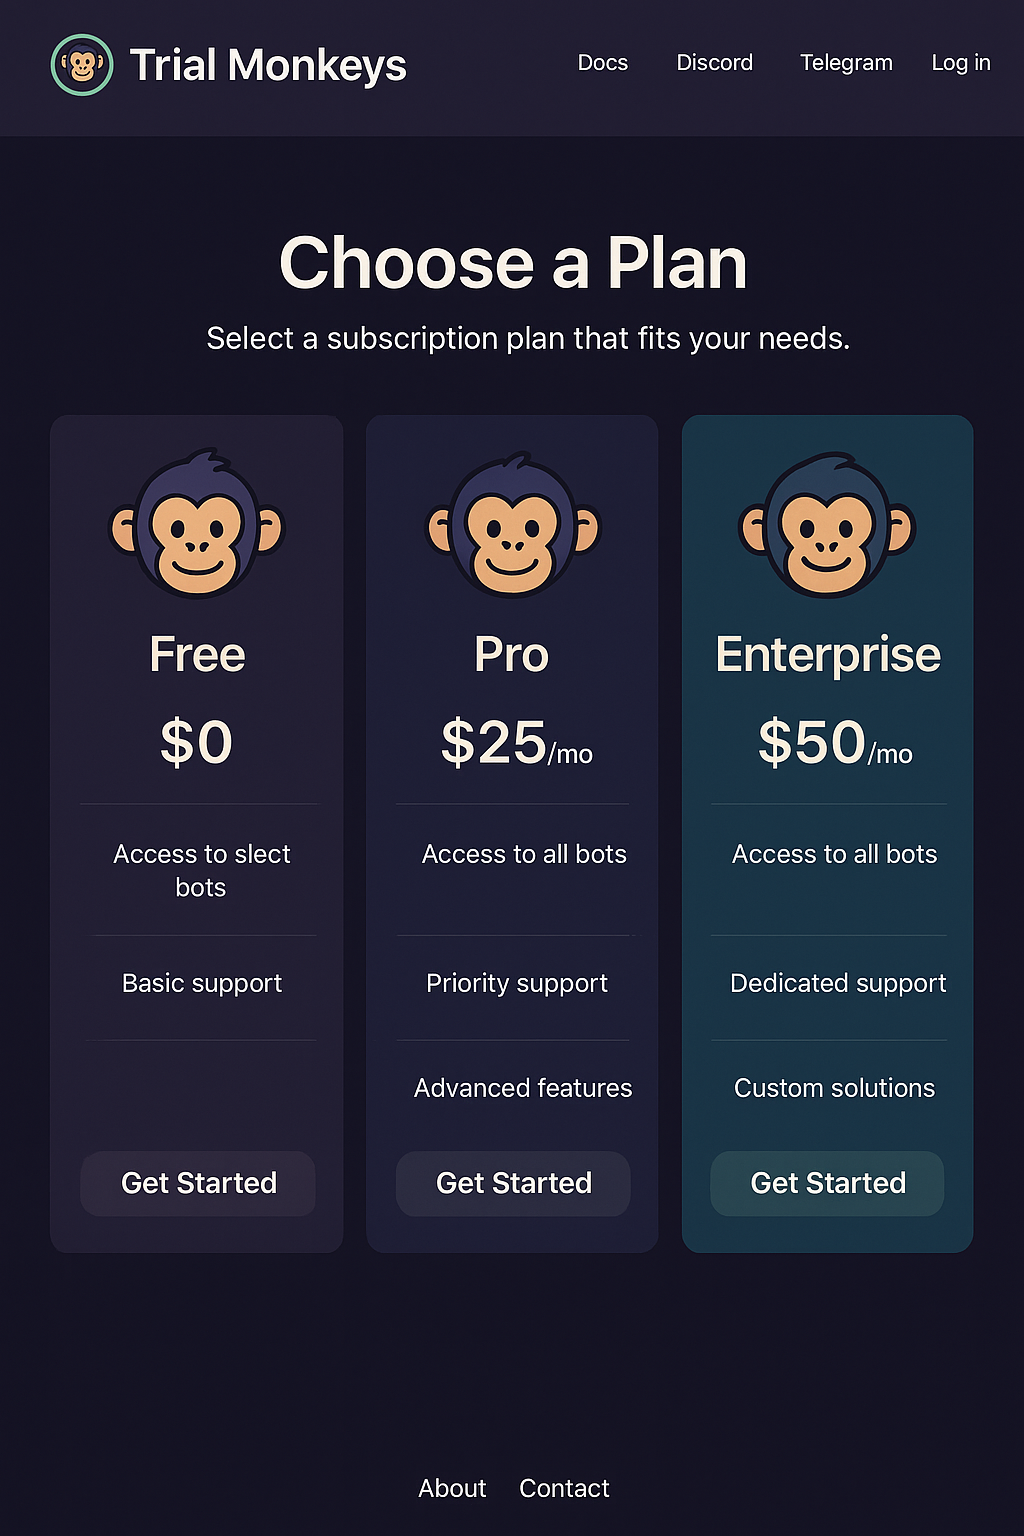 Trial Monkeys
Docs
Discord
Telegram
Log in
Choose a Plan
Select a subscription plan that fits your needs.
Free
$0
Access to slect
bots
Basic support
Get Started
Pro
$25/mo
Access to all bots
Priority support
Advanced features
Get Started
Enterprise
$50/mo
Access to all bots
Dedicated support
Custom solutions
Get Started
About
Contact